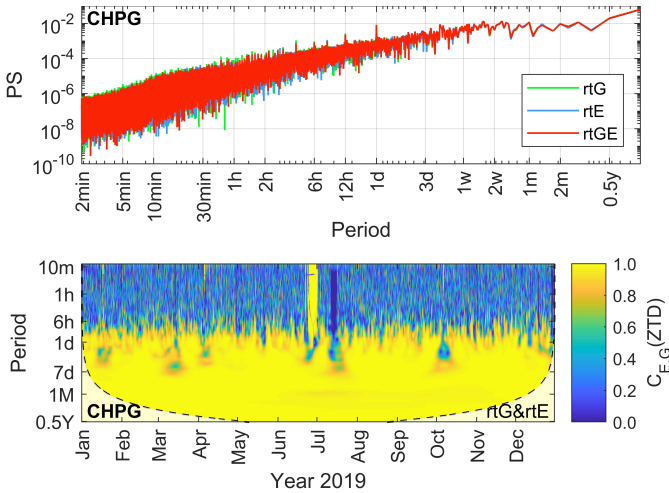 CHPG
PS
10-2
10-4
10-6
10-8
10-10
rtG
rtE
rtGE
2min
5min
10min
30min
1h
2h
6h
12h
1d
3d
1w
2w
1m
2m
0.5y
Period
Period
10m
1h
6h
1d
7d
1M
0.5Y
CHPG
rtG&rtE
Jan
Feb
Mar
Apr
May
Jun
Jul
Aug
Sep
Oct
Nov
Dec
Year 2019
1.0
0.8
0.6
0.4
0.2
0.0
CE,G(ZTD)